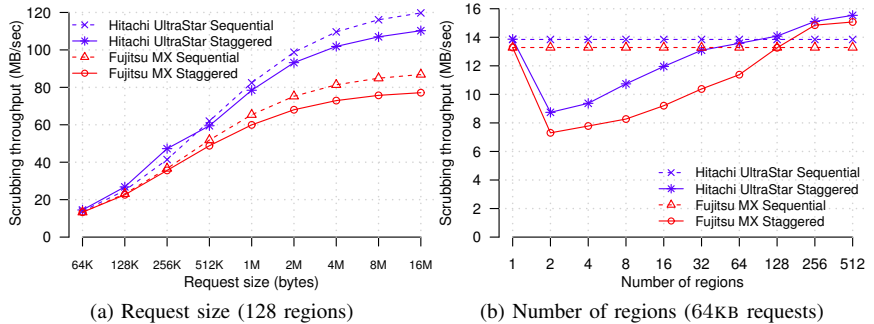 Scrubbing throughput (MB/sec)
120
100
80
60
40
20
0
Hitachi UltraStar Sequential
Hitachi UltraStar Staggered
Fujitsu MX Sequential
Fujitsu MX Staggered
64K 128K 256K 512K 1M 2M 4M 8M 16M
Request size (bytes)
(a) Request size (128 regions)
Scrubbing throughput (MB/sec)
16
14
12
10
8
6
4
2
0
Hitachi UltraStar Sequential
Hitachi UltraStar Staggered
Fujitsu MX Sequential
Fujitsu MX Staggered
1 2 4 8 16 32 64 128 256 512
Number of regions
(b) Number of regions (64KB requests)